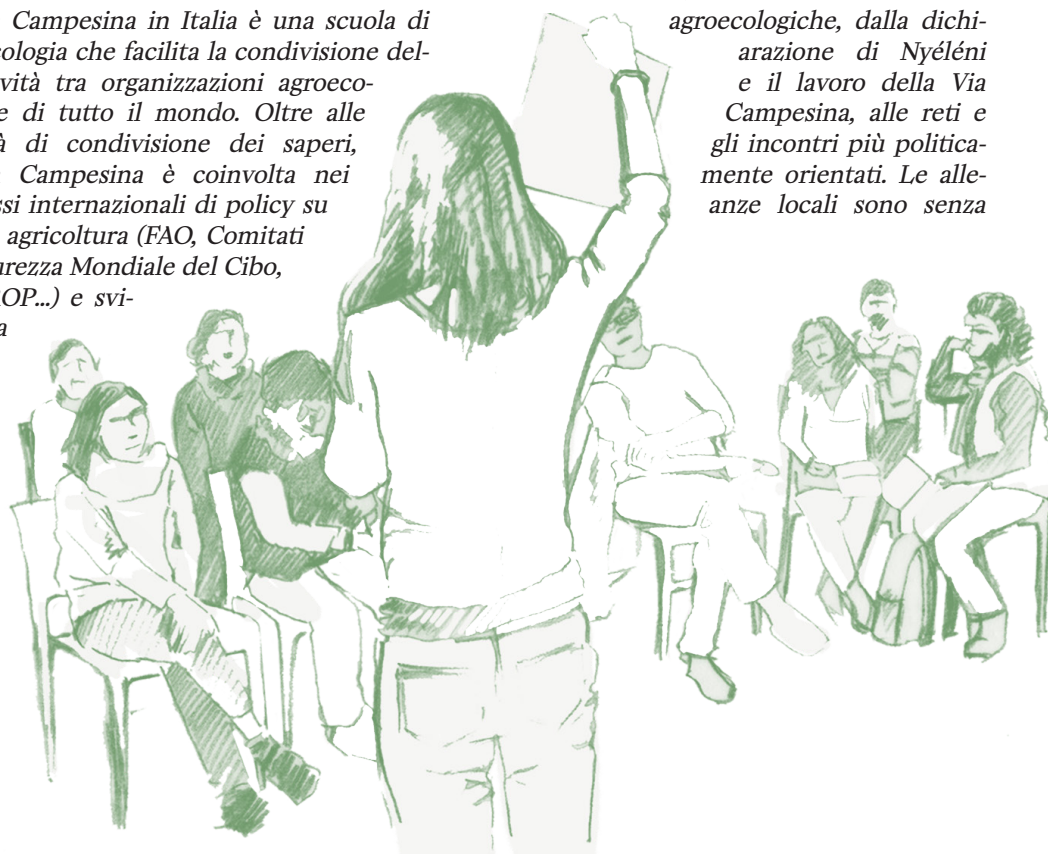 Campesina in Italia è una scuola di
ologia che facilita la condivisione del-
vità tra organizzazioni agroeco-
e di tutto il mondo. Oltre alle
à di condivisione dei saperi,
Campesina è coinvolta nei
ssi internazionali di policy su
agricoltura (FAO, Comitati
urezza Mondiale del Cibo,
OP...) e svi-
a
agroecologiche, dalla dichi-
arazione di Nyéléni
e il lavoro della Via
Campesina, alle reti e
gli incontri più politica-
mente orientati. Le alle-
anze locali sono senza